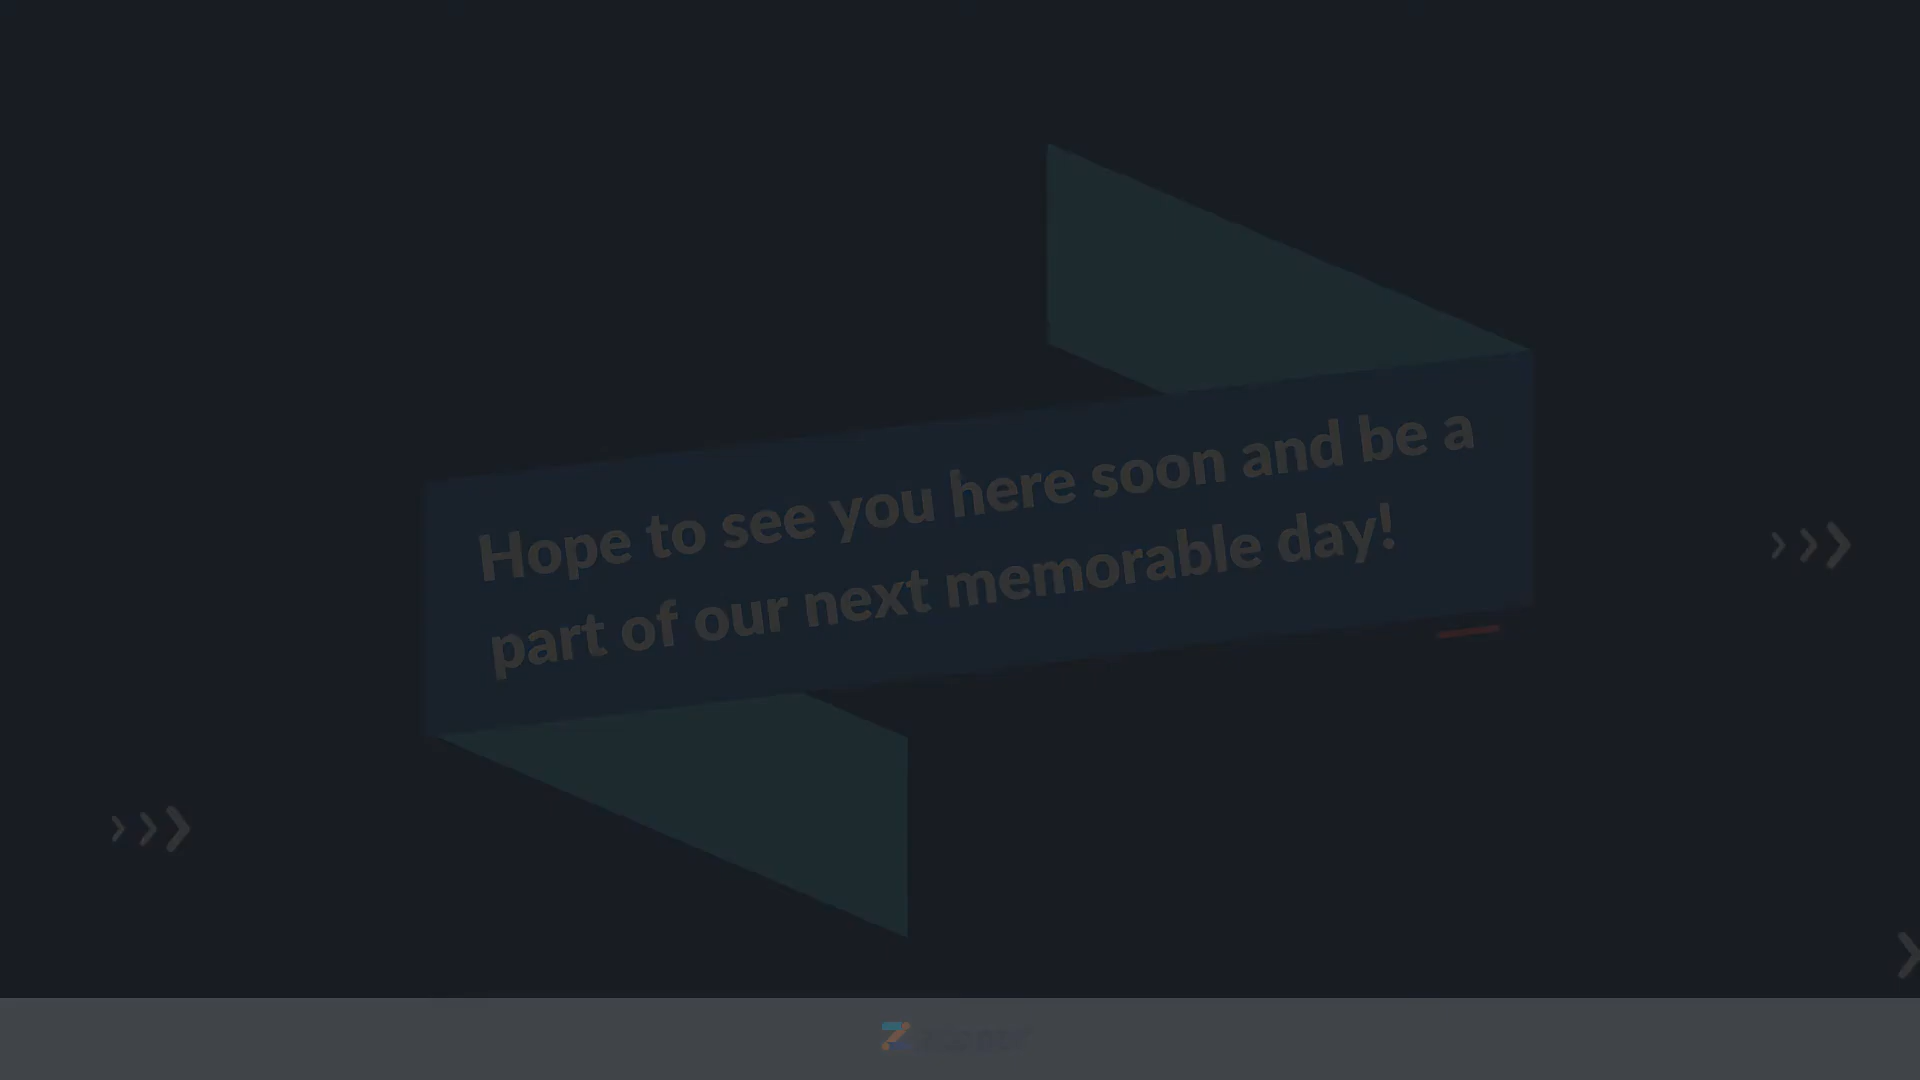 Hope to see you here soon and be a
part of our next memorable day!